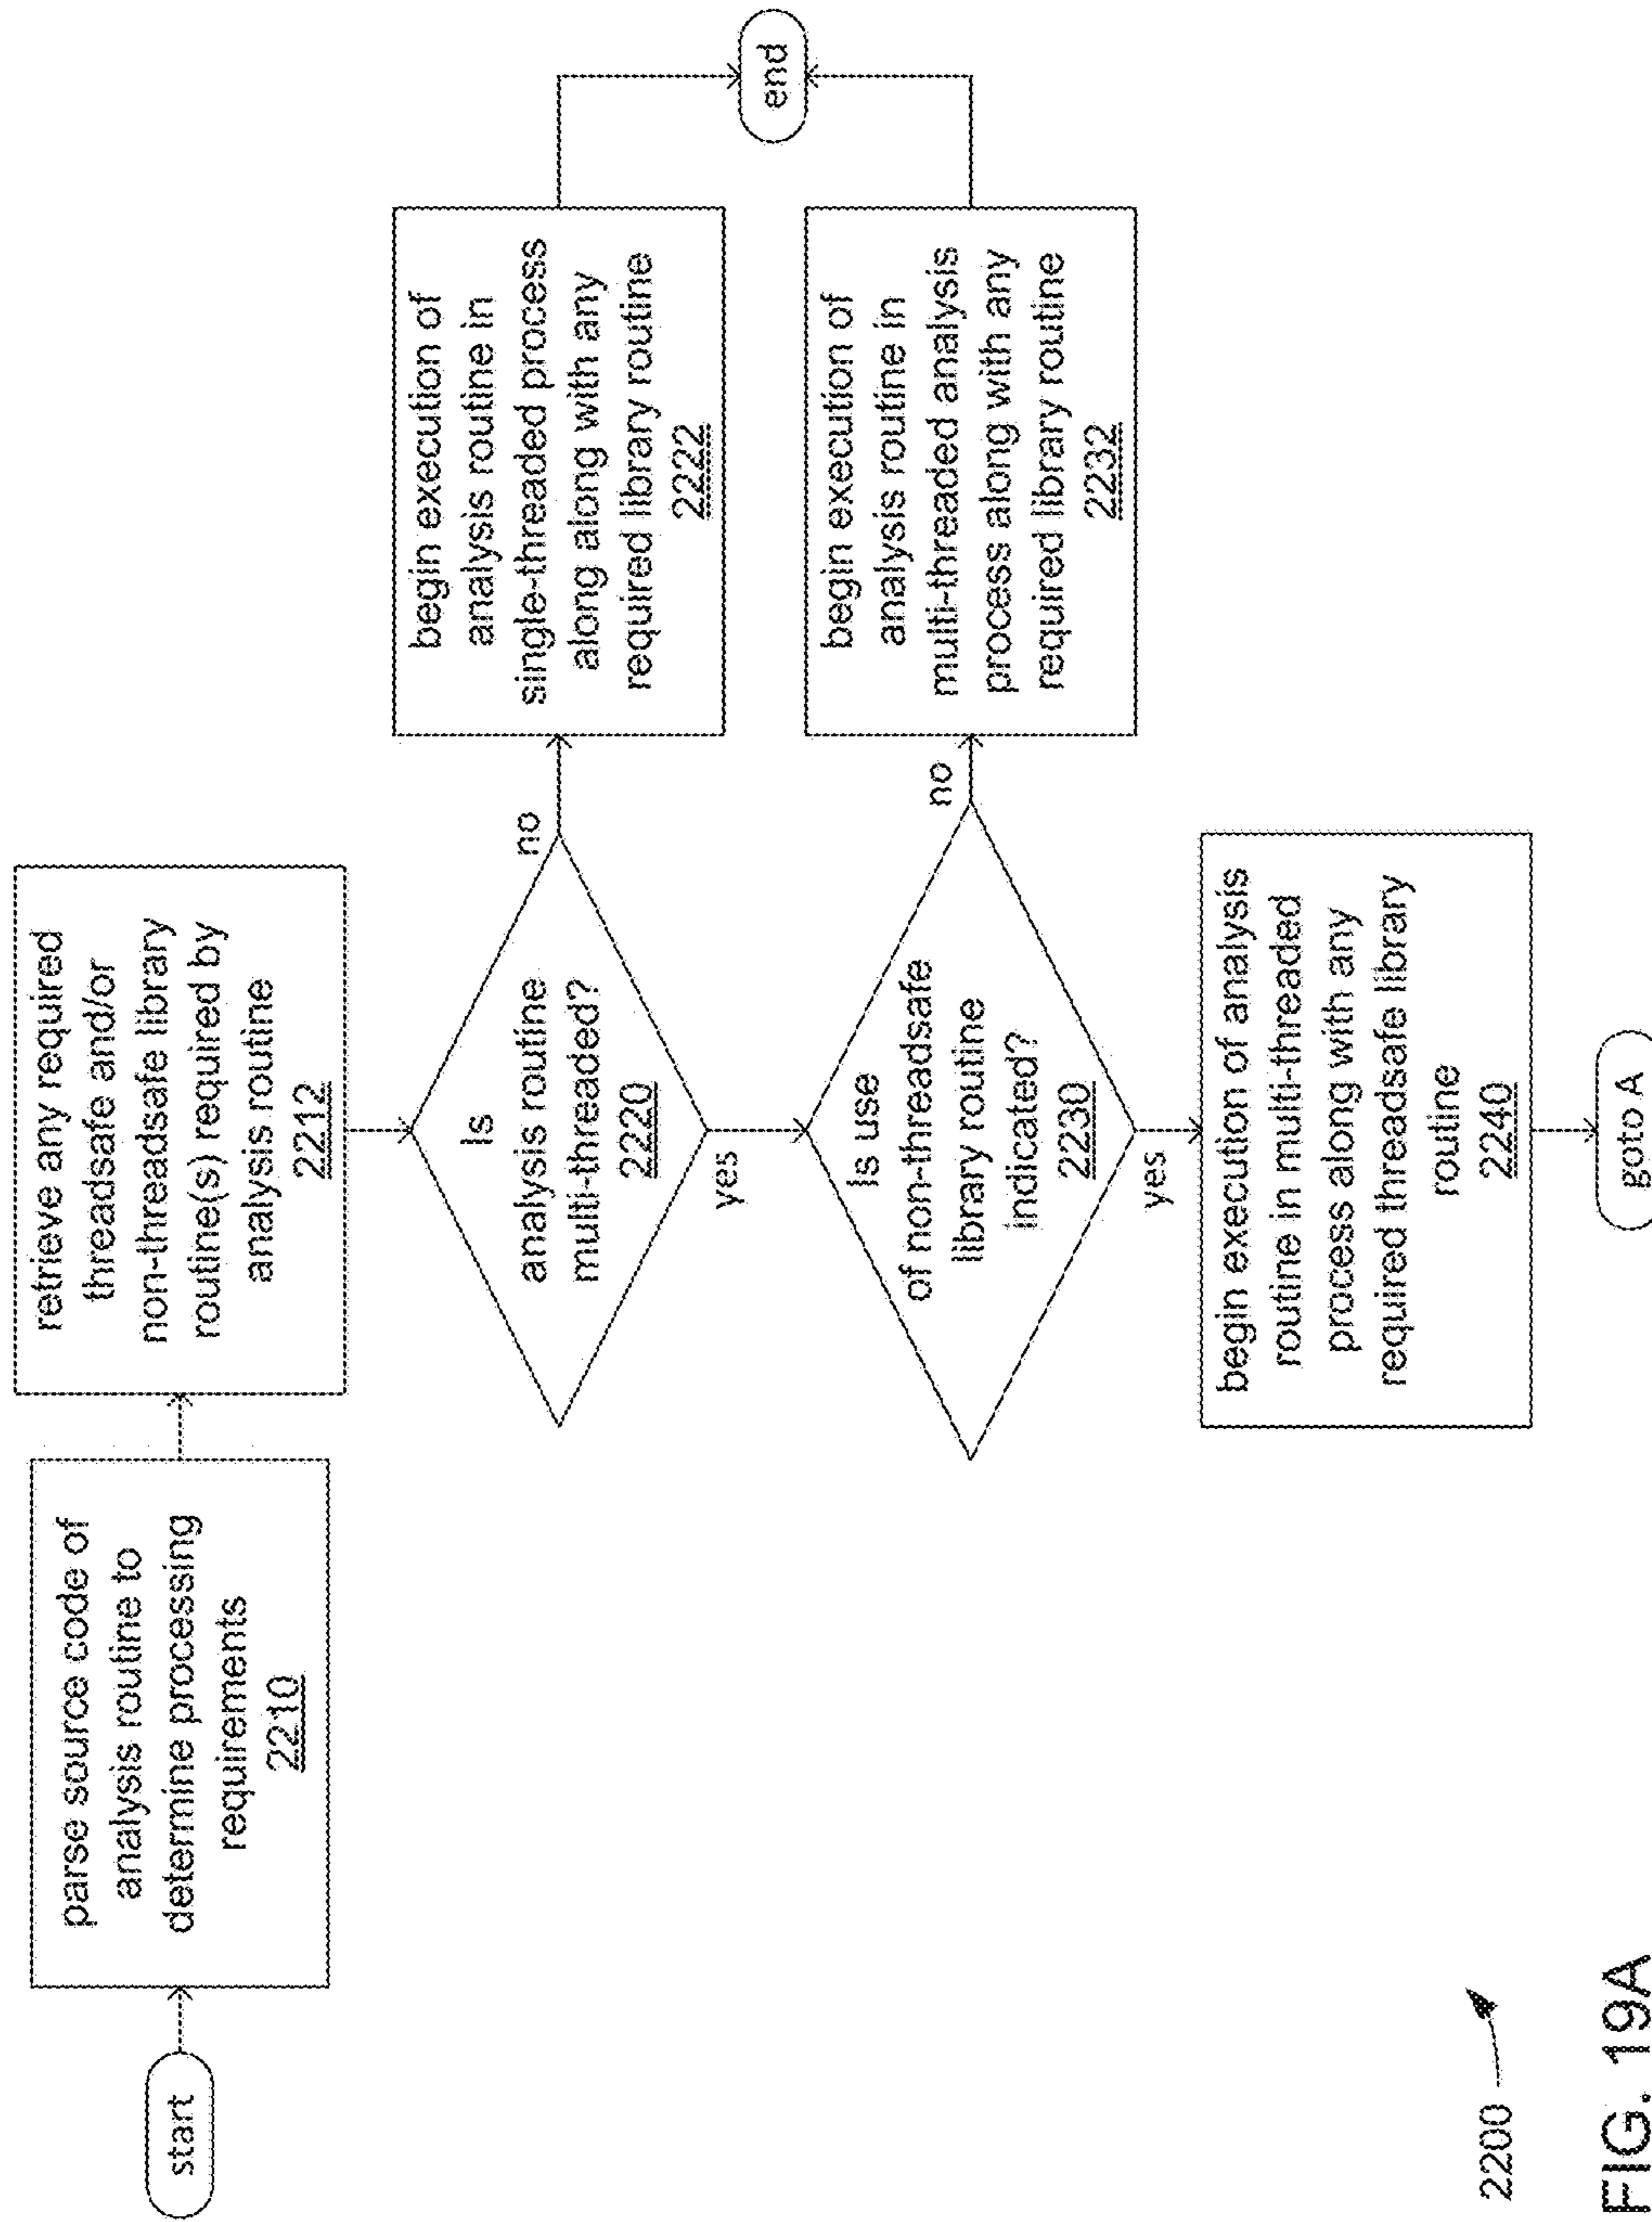 start
parse source code of
analysis routine to
determine processing
requirements
2210
retrieve any required
threadsafe and/or
non-threadsafe library
routine(s) required by
analysis routine
2212
Is
analysis routine
multi-threaded?
2220
no
begin execution of
analysis routine in
single-threaded process
along along with any
required library routine
2222
yes
Is use
of non-threadsafe
library routine
indicated?
2230
no
begin execution of
analysis routine in
multi-threaded analysis
process along with any
required library routine
2232
end
yes
begin execution of analysis
routine in multi-threaded
process along with any
required threadsafe library
routine
2240
goto A
2200
FIG. 19A